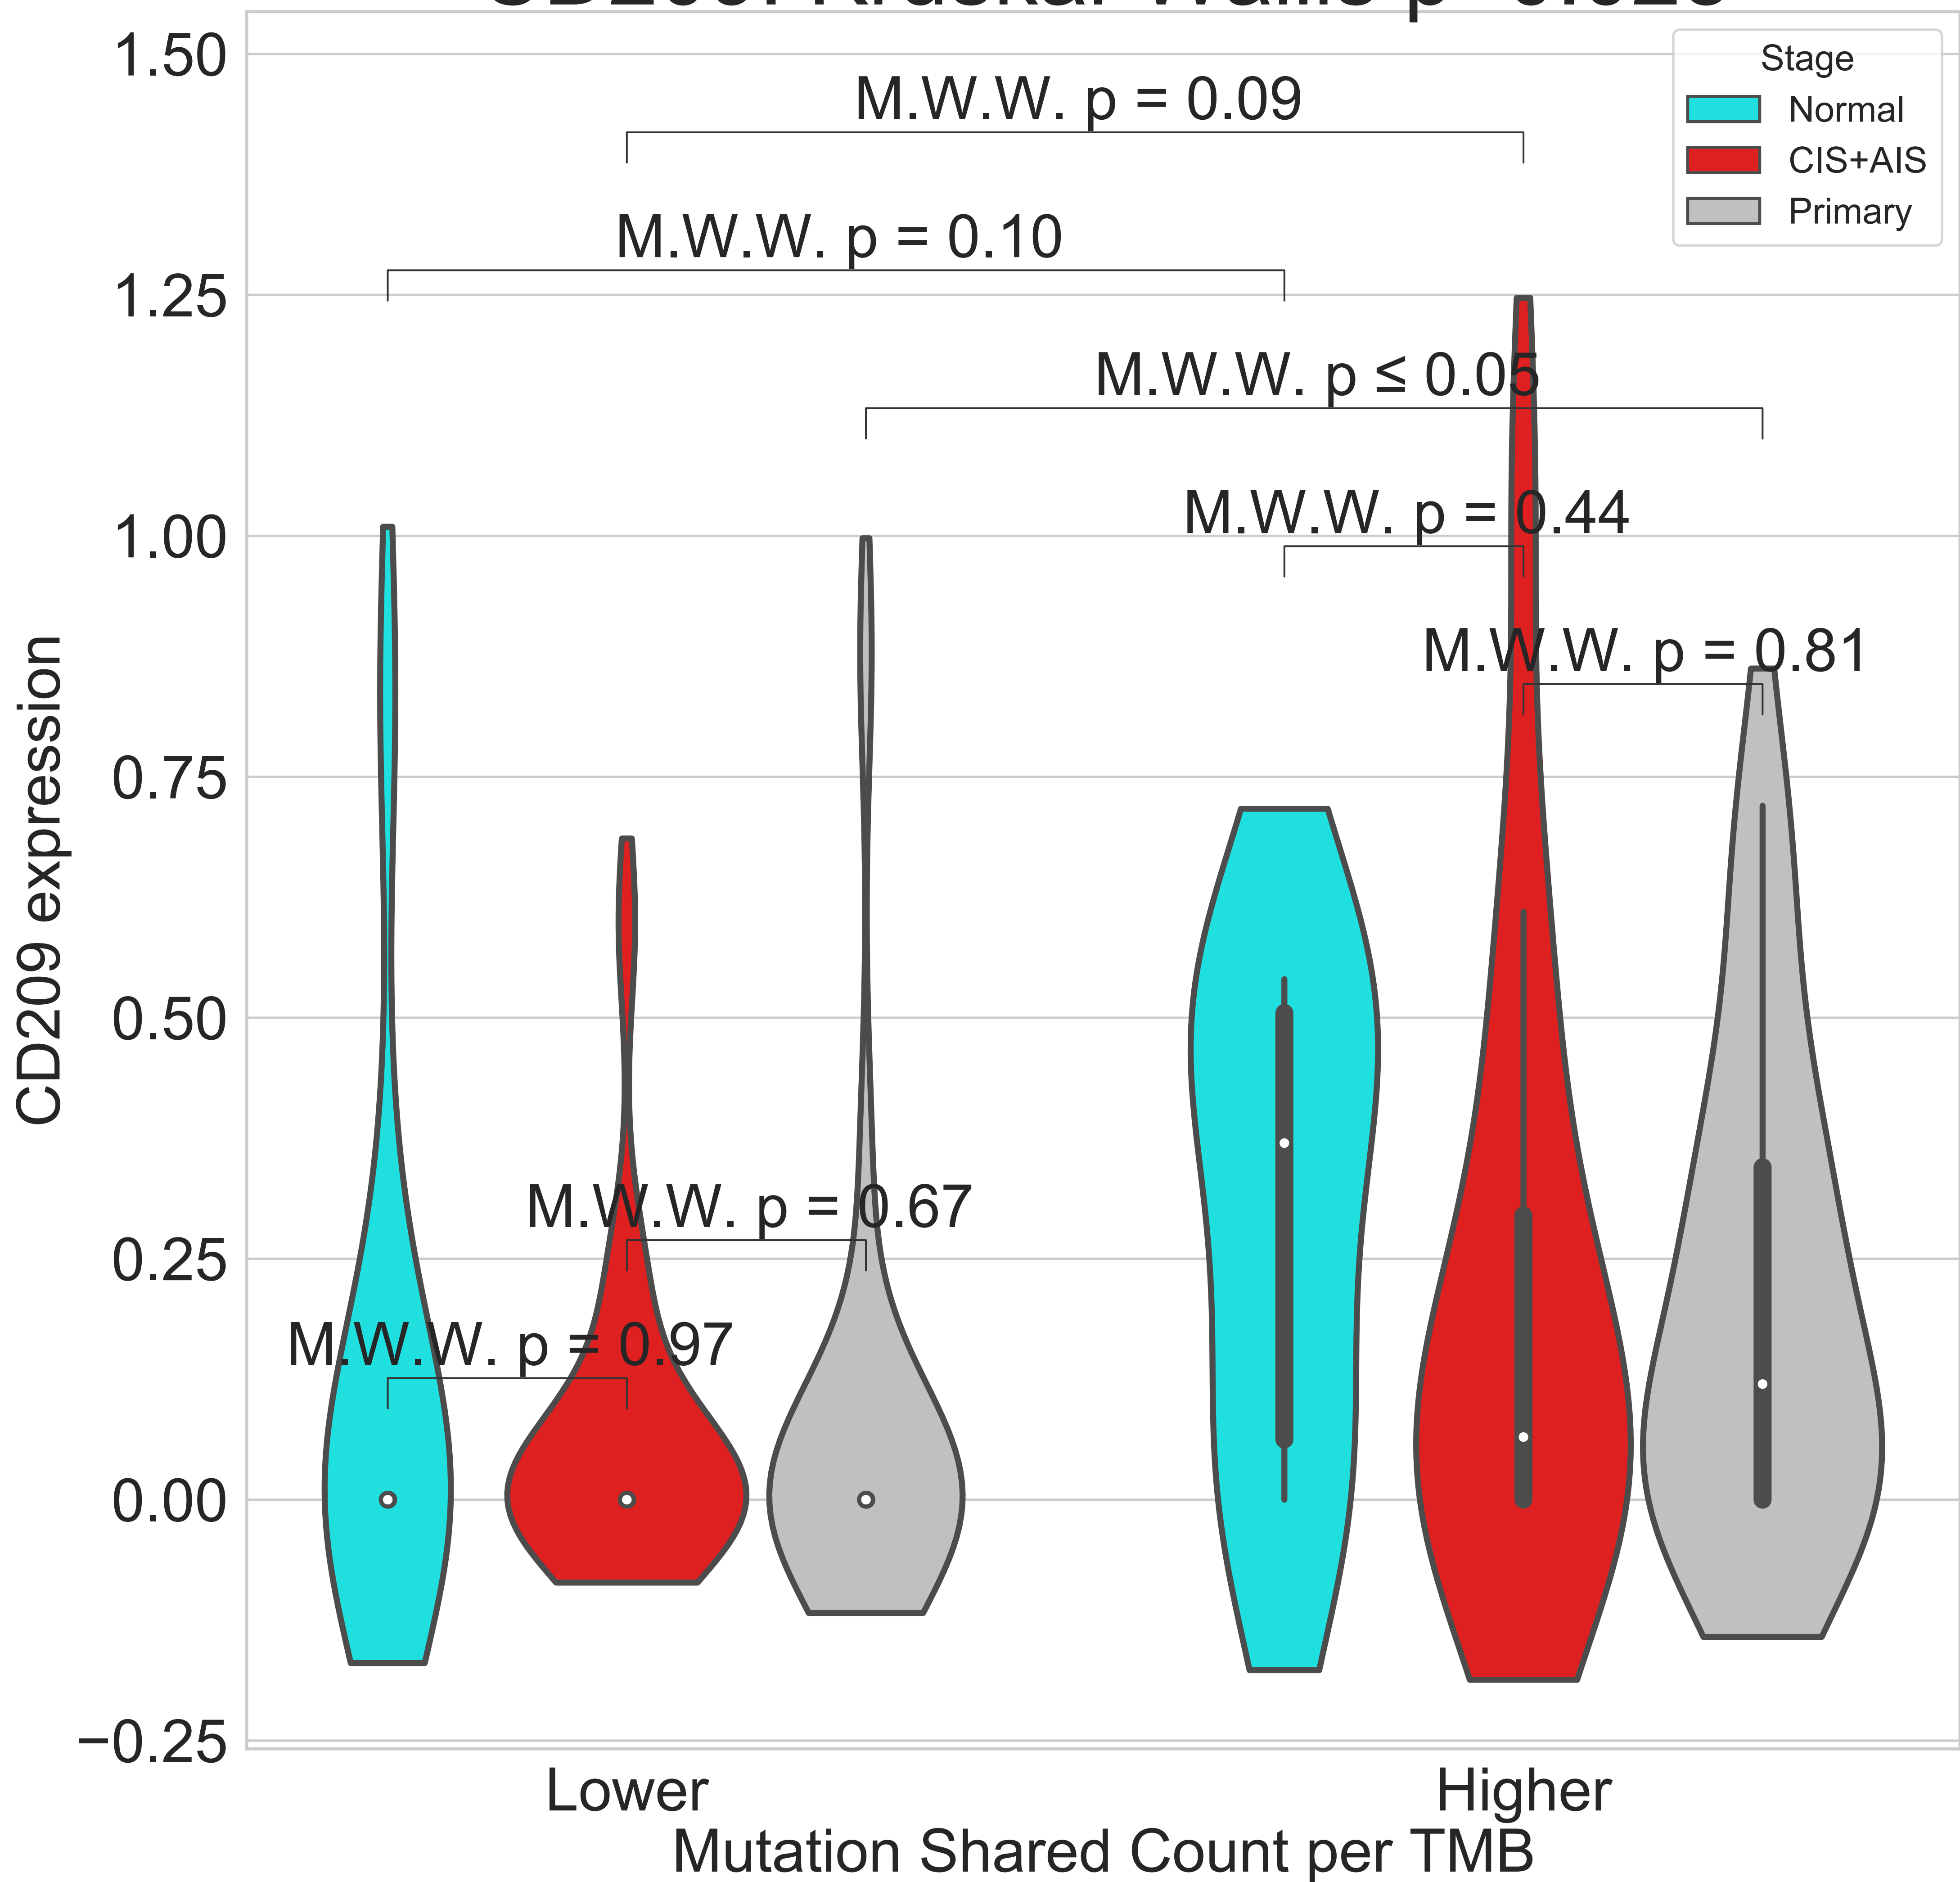 1.50
1.25
1.00
0.75
0.50
0.25
0.00
−0.25
CD209 expression
M.W.W. p = 0.09
M.W.W. p = 0.10
M.W.W. p ≤ 0.05
M.W.W. p = 0.44
M.W.W. p = 0.81
M.W.W. p = 0.67
M.W.W. p = 0.97
Stage
Normal
CIS+AIS
Primary
Lower
Higher
Mutation Shared Count per TMB